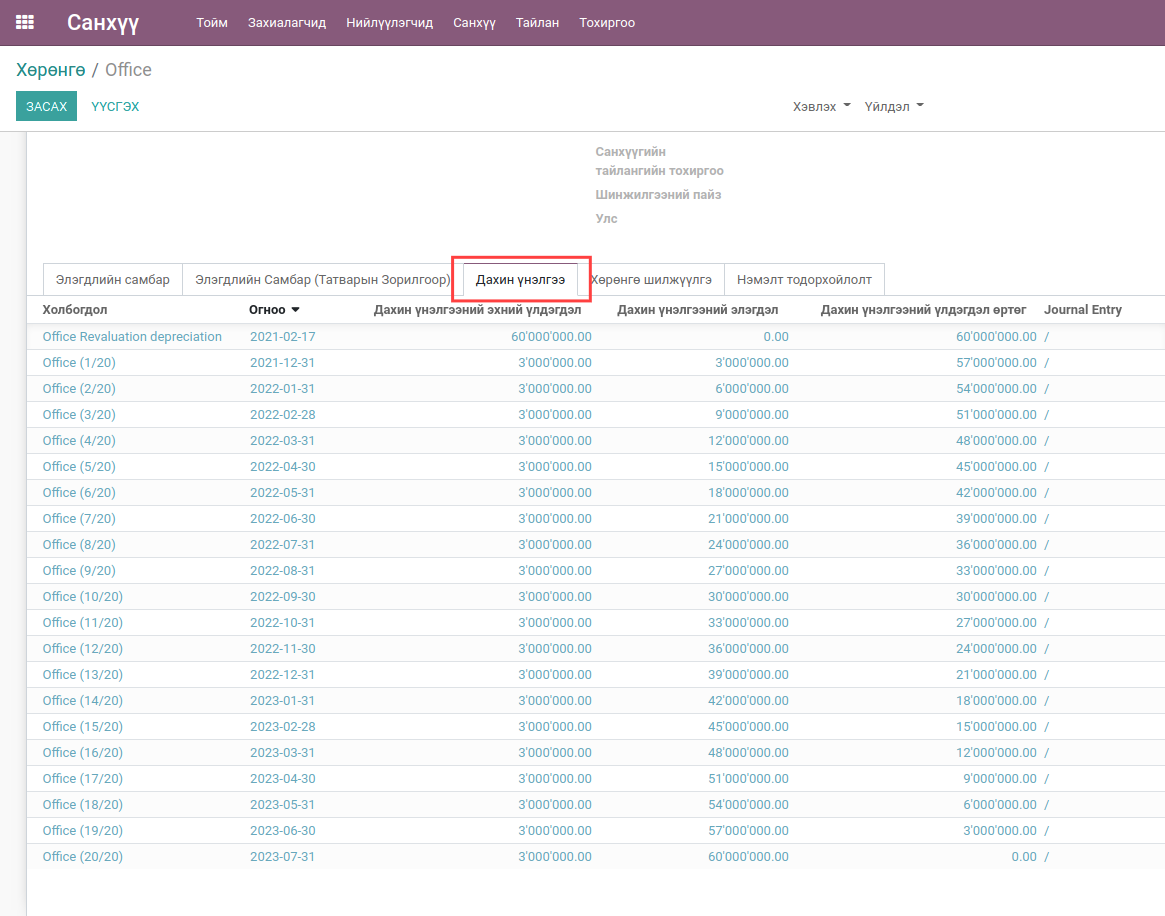 Санхүү Тойм Захиалагчид Нийлүүлэгчид Санхүү Тайлан Тохиргоо
Хөрөнгө / Office
ЗАСАХ ҮҮСГЭХ Хэвлэх Үйлдэл
Санхүүгийн
тайлангийн тохиргоо
Шинжилгээний пайз
Улс
Элэгдлийн самбар Элэгдлийн Самбар (Татварын Зорилгоор) Дахин үнэлгээ Хөрөнгө шилжүүлгэ Нэмэлт тодорхойлолт
Холбогдол Огноо Дахин үнэлгээний эхний үлдэгдэл Дахин үнэлгээний элэгдэл Дахин үнэлгээний үлдэгдэл өртөг Journal Entry
Office Revaluation depreciation 2021-02-17 60'000'000.00 0.00 60'000'000.00 /
Office (1/20) 2021-12-31 3'000'000.00 3'000'000.00 57'000'000.00 /
Office (2/20) 2022-01-31 3'000'000.00 6'000'000.00 54'000'000.00 /
Office (3/20) 2022-02-28 3'000'000.00 9'000'000.00 51'000'000.00 /
Office (4/20) 2022-03-31 3'000'000.00 12'000'000.00 48'000'000.00 /
Office (5/20) 2022-04-30 3'000'000.00 15'000'000.00 45'000'000.00 /
Office (6/20) 2022-05-31 3'000'000.00 18'000'000.00 42'000'000.00 /
Office (7/20) 2022-06-30 3'000'000.00 21'000'000.00 39'000'000.00 /
Office (8/20) 2022-07-31 3'000'000.00 24'000'000.00 36'000'000.00 /
Office (9/20) 2022-08-31 3'000'000.00 27'000'000.00 33'000'000.00 /
Office (10/20) 2022-09-30 3'000'000.00 30'000'000.00 30'000'000.00 /
Office (11/20) 2022-10-31 3'000'000.00 33'000'000.00 27'000'000.00 /
Office (12/20) 2022-11-30 3'000'000.00 36'000'000.00 24'000'000.00 /
Office (13/20) 2022-12-31 3'000'000.00 39'000'000.00 21'000'000.00 /
Office (14/20) 2023-01-31 3'000'000.00 42'000'000.00 18'000'000.00 /
Office (15/20) 2023-02-28 3'000'000.00 45'000'000.00 15'000'000.00 /
Office (16/20) 2023-03-31 3'000'000.00 48'000'000.00 12'000'000.00 /
Office (17/20) 2023-04-30 3'000'000.00 51'000'000.00 9'000'000.00 /
Office (18/20) 2023-05-31 3'000'000.00 54'000'000.00 6'000'000.00 /
Office (19/20) 2023-06-30 3'000'000.00 57'000'000.00 3'000'000.00 /
Office (20/20) 2023-07-31 3'000'000.00 60'000'000.00 0.00 /